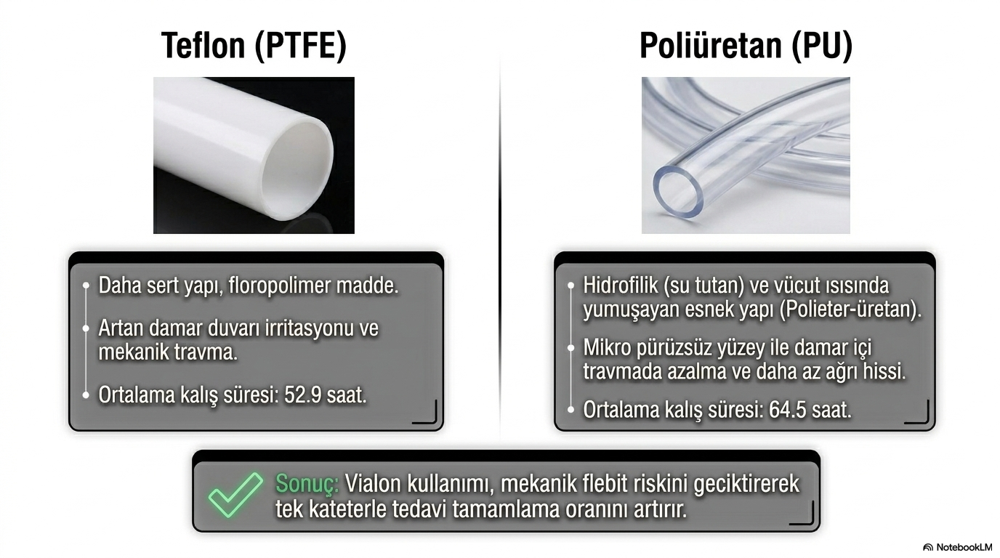 Teflon (PTFE)
Daha sert yapı, floropolimer madde.
Artan damar duvarı irritasyonu ve
mekanik travma.
Ortalama kalış süresi: 52.9 saat.
Poliüretan (PU)
Hidrofilik (su tutan) ve vücut ısısında
yumuşayan esnek yapı (Polieter-üretan).
Mikro pürüzsüz yüzey ile damar içi
travmada azalma ve daha az ağrı hissi.
Ortalama kalış süresi: 64.5 saat.
Sonuç: Vialon kullanımı, mekanik flebit riskini geciktirerek
tek kateterle tedavi tamamlama oranını artırır.
NotebookLM